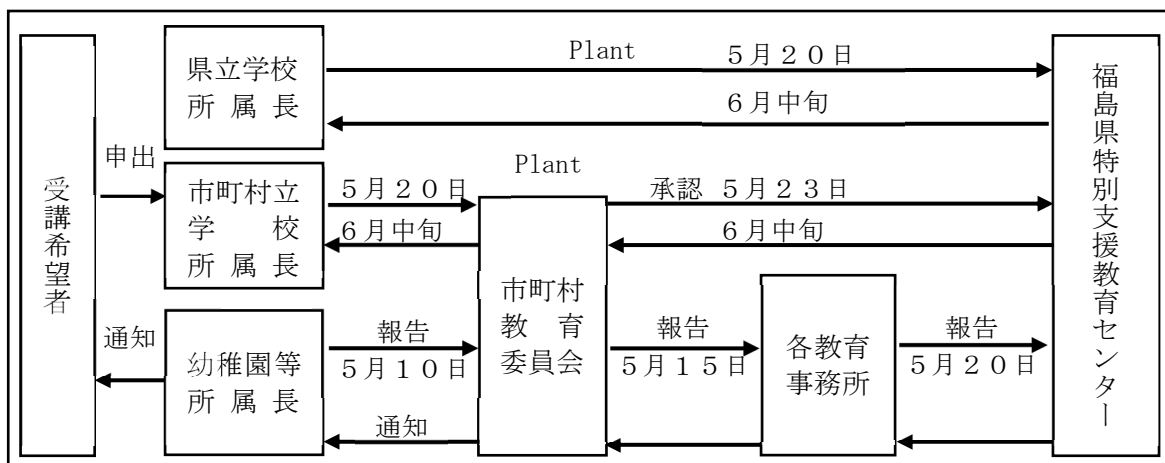 受講希望者
申出
通知
県立学校
所属長
市町村立
学校
所属長
幼稚園等
所属長
Plant ５月２０日
６月中旬
Plant
５月２０日
６月中旬
承認 ５月２３日
６月中旬
報告
５月１０日
通知
市町村
教育
委員会
報告
５月１５日
各教育
事務所
報告
５月２０日
福島県特別支援教育センター